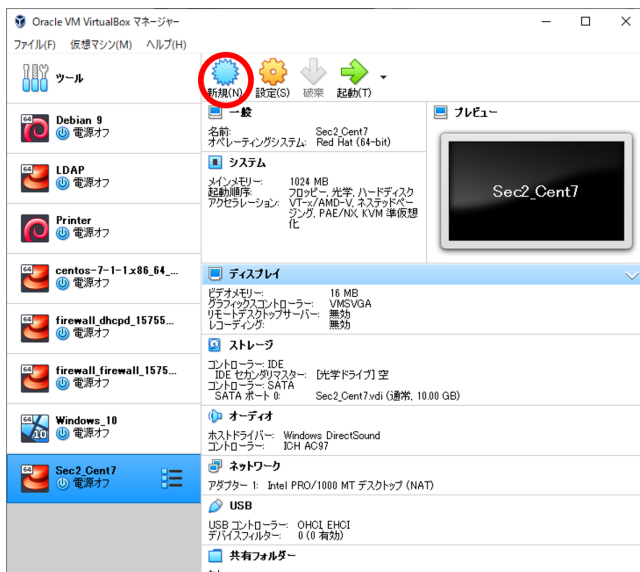 Oracle VM VirtualBox マネージャー
ファイル(F) 仮想マシン(M) ヘルプ(H)
ツール
新規(N) 設定(S) 破棄 起動(T)
64
Debian 9
電源オフ
64
LDAP
電源オフ
Printer
電源オフ
64
centos-7-1-1.x86_64_...
電源オフ
64
firewall_dhcpd_15755...
電源オフ
64
firewall_firewall_1575...
電源オフ
64
10
Windows_10
電源オフ
64
Sec2_Cent7
電源オフ
一般
名前: Sec2_Cent7
オペレーティングシステム: Red Hat (64-bit)
プレビュー
Sec2_Cent7
システム
メインメモリー: 1024 MB
起動順序: フロッピー, 光学, ハードディスク
アクセラレーション: VT-x/AMD-V, ネステッドペー
ジング, PAE/NX, KVM 準仮想
化
ディスプレイ
ビデオメモリー: 16 MB
グラフィックスコントローラー: VMSVGA
リモートデスクトップサーバー: 無効
レコーディング: 無効
ストレージ
コントローラー: IDE
IDE セカンダリマスター: [光学ドライブ] 空
コントローラー: SATA
SATA ポート 0: Sec2_Cent7.vdi (通常, 10.00 GB)
オーディオ
ホストドライバー: Windows DirectSound
コントローラー: ICH AC97
ネットワーク
アダプター 1: Intel PRO/1000 MT デスクトップ (NAT)
USB
USB コントローラー: OHCI, EHCI
デバイスフィルター: 0 (0 有効)
共有フォルダー